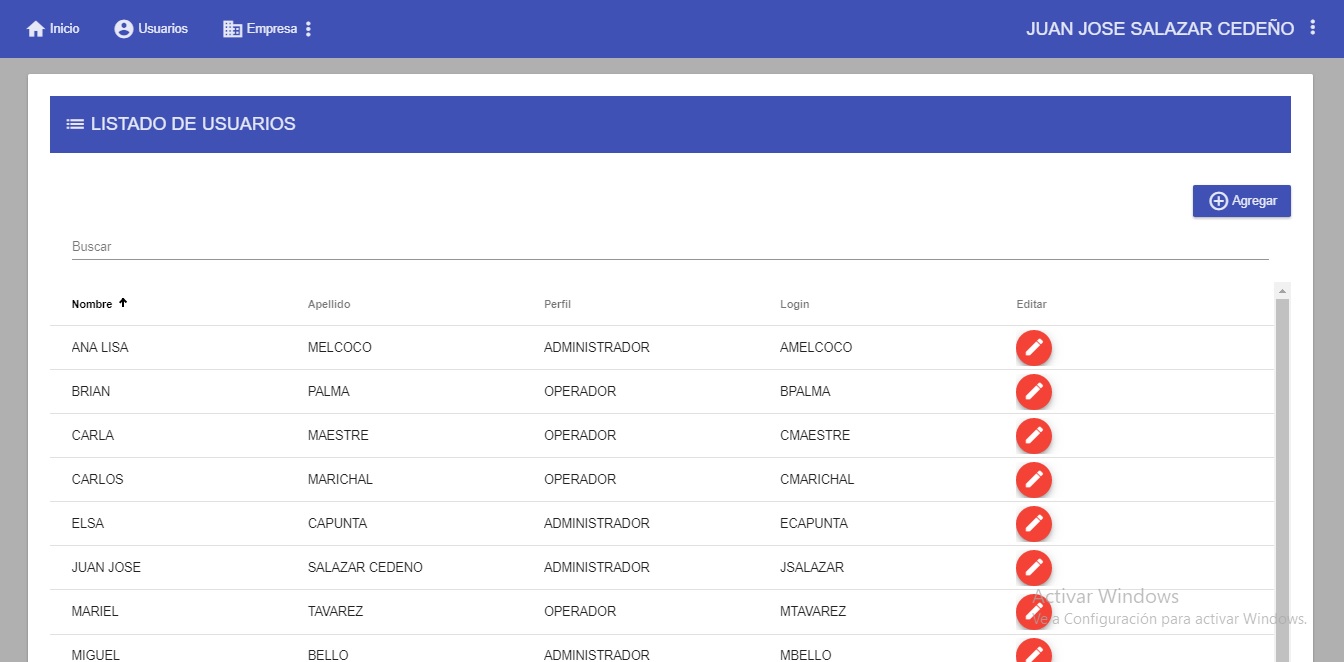 Inicio Usuarios Empresa JUAN JOSE SALAZAR CEDEÑO
LISTADO DE USUARIOS
Agregar
Buscar
Nombre Apellido Perfil Login Editar
ANA LISA MELCOCO ADMINISTRADOR AMELCOCO
BRIAN PALMA OPERADOR BPALMA
CARLA MAESTRE OPERADOR CMAESTRE
CARLOS MARICHAL OPERADOR CMARICHAL
ELSA CAPUNTA ADMINISTRADOR ECAPUNTA
JUAN JOSE SALAZAR CEDENO ADMINISTRADOR JSALAZAR
Activar Windows
MARIEL TAVAREZ OPERADOR MTAVAREZ
Ve a Configuración para activar Windows.
MIGUEL BELLO ADMINISTRADOR MBELLO